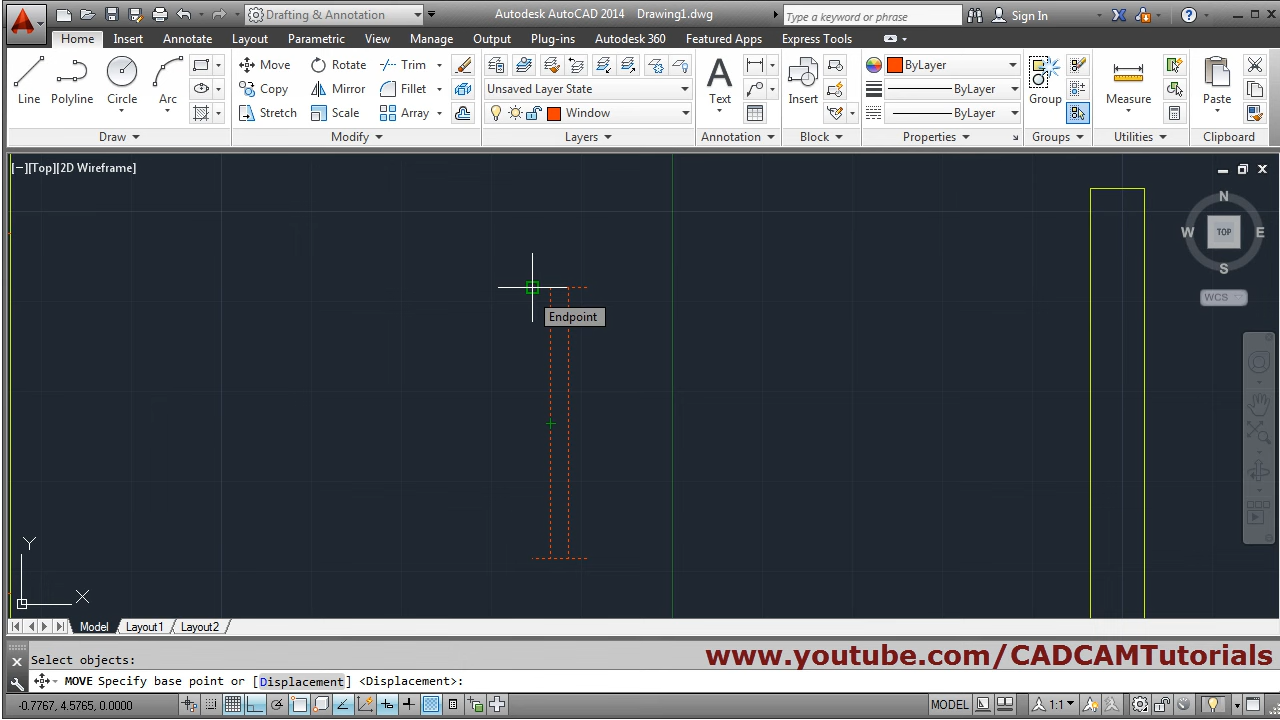 Drafting & Annotation
Autodesk AutoCAD 2014 Drawing1.dwg
Type a keyword or phrase
Sign In
Home Insert Annotate Layout Parametric View Manage Output Plug-ins Autodesk 360 Featured Apps Express Tools
Line
Polyline
Circle
Arc
Draw
Move
Rotate
Trim
Copy
Mirror
Fillet
Stretch
Scale
Array
Modify
Unsaved Layer State
Window
Layers
Text
Annotation
Insert
Block
ByLayer
ByLayer
ByLayer
Properties
Group
Groups
Measure
Utilities
Paste
Clipboard
[−][Top][2D Wireframe]
N
W
TOP
E
S
WCS
Endpoint
Y
X
Model Layout1 Layout2
Select objects:
www.youtube.com/CADCAMTutorials
MOVE Specify base point or [Displacement] <Displacement>:
-0.7767, 4.5765, 0.0000
MODEL
1:1